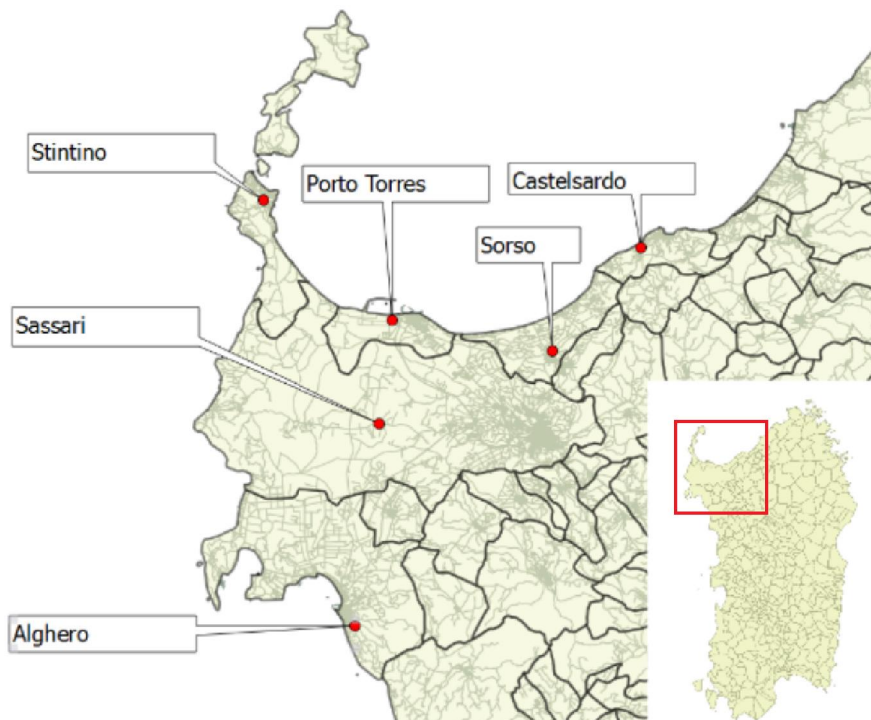 Stintino
Porto Torres
Castelsardo
Sorso
Sassari
Alghero